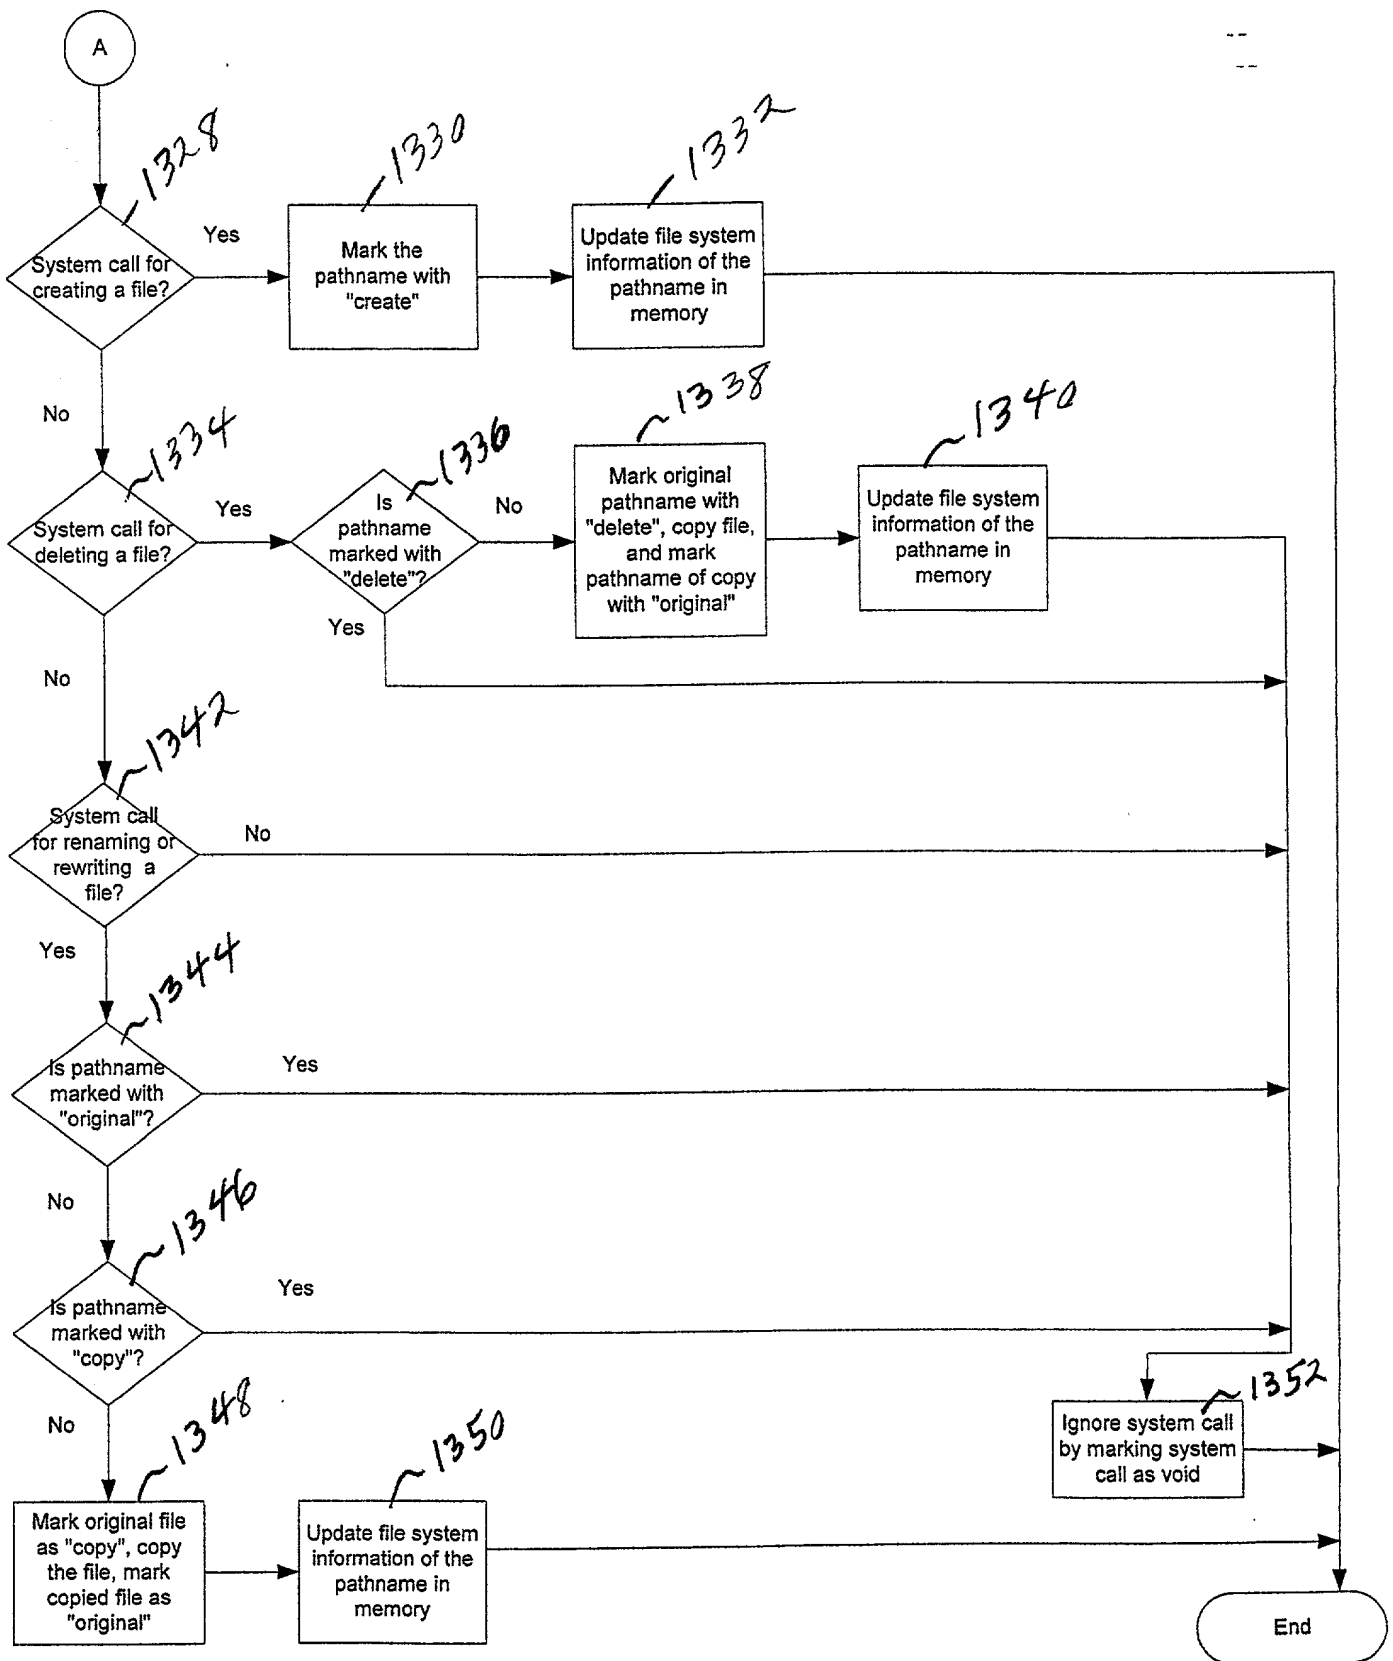 A
1328
System call for
creating a file?
Yes
1330
Mark the
pathname with
"create"
1332
Update file system
information of the
pathname in
memory
No
1334
System call for
deleting a file?
Yes
1336
Is
pathname
marked with
"delete"?
No
1338
Mark original
pathname with
"delete", copy file,
and mark
pathname of copy
with "original"
1340
Update file system
information of the
pathname in
memory
Yes
No
1342
System call
for renaming or
rewriting a
file?
No
Yes
1344
Is pathname
marked with
"original"?
Yes
No
1346
Is pathname
marked with
"copy"?
Yes
No
1348
Mark original file
as "copy", copy
the file, mark
copied file as
"original"
1350
Update file system
information of the
pathname in
memory
1352
Ignore system call
by marking system
call as void
End